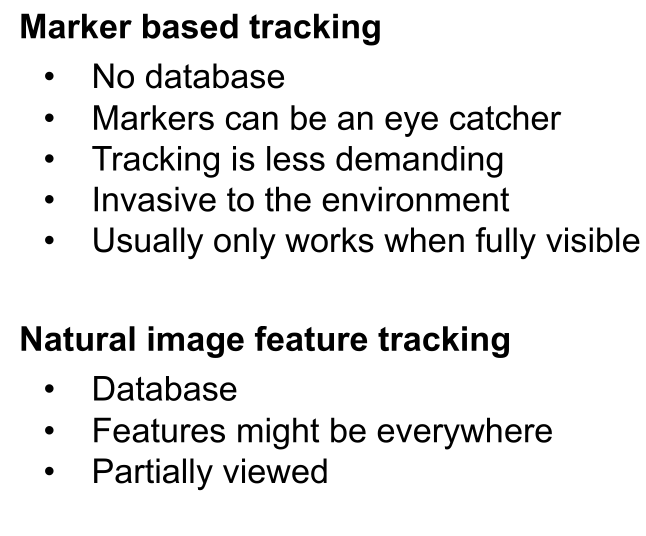 Marker based tracking
• No database
• Markers can be an eye catcher
• Tracking is less demanding
• Invasive to the environment
• Usually only works when fully visible
Natural image feature tracking
• Database
• Features might be everywhere
• Partially viewed